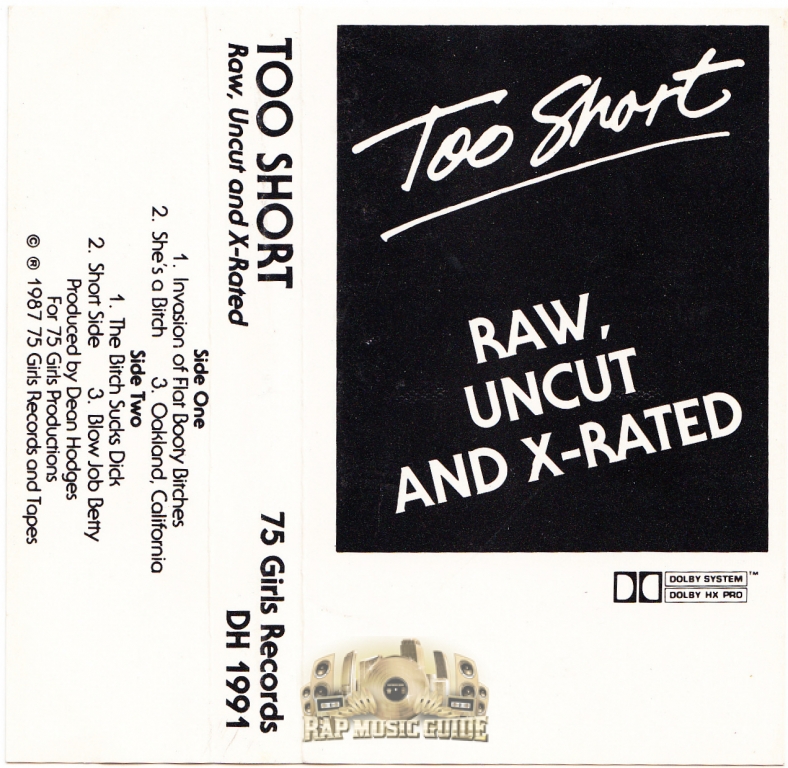 Too Short
RAW,
UNCUT
AND X-RATED
DOLBY SYSTEM ™
DOLBY HX PRO
TOO SHORT
Raw, Uncut and X-Rated
75 Girls Records
DH 1991
Side One
1. Invasion of Flat Booty Bitches
2. She's a Bitch 3. Oakland, California
Side Two
1. The Bitch Sucks Dick
2. Short Side 3. Blow Job Betty
Produced by Dean Hodges
For 75 Girls Productions
© ® 1987 75 Girls Records and Tapes
RAP MUSIC GUIDE